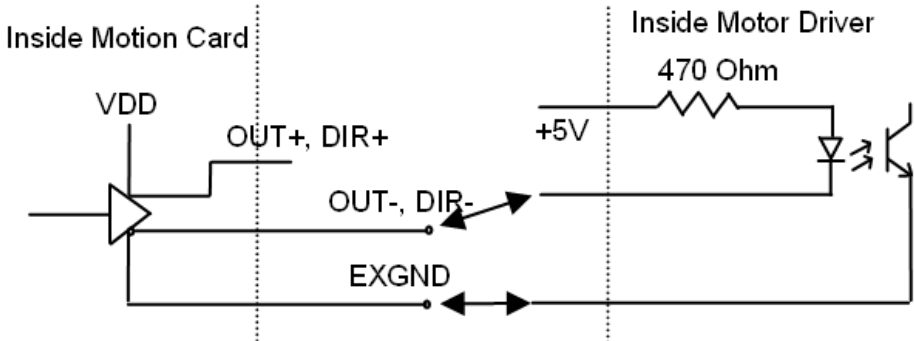 Inside Motion Card
Inside Motor Driver
470 Ohm
VDD
+5V
OUT+, DIR+
OUT-, DIR-
EXGND